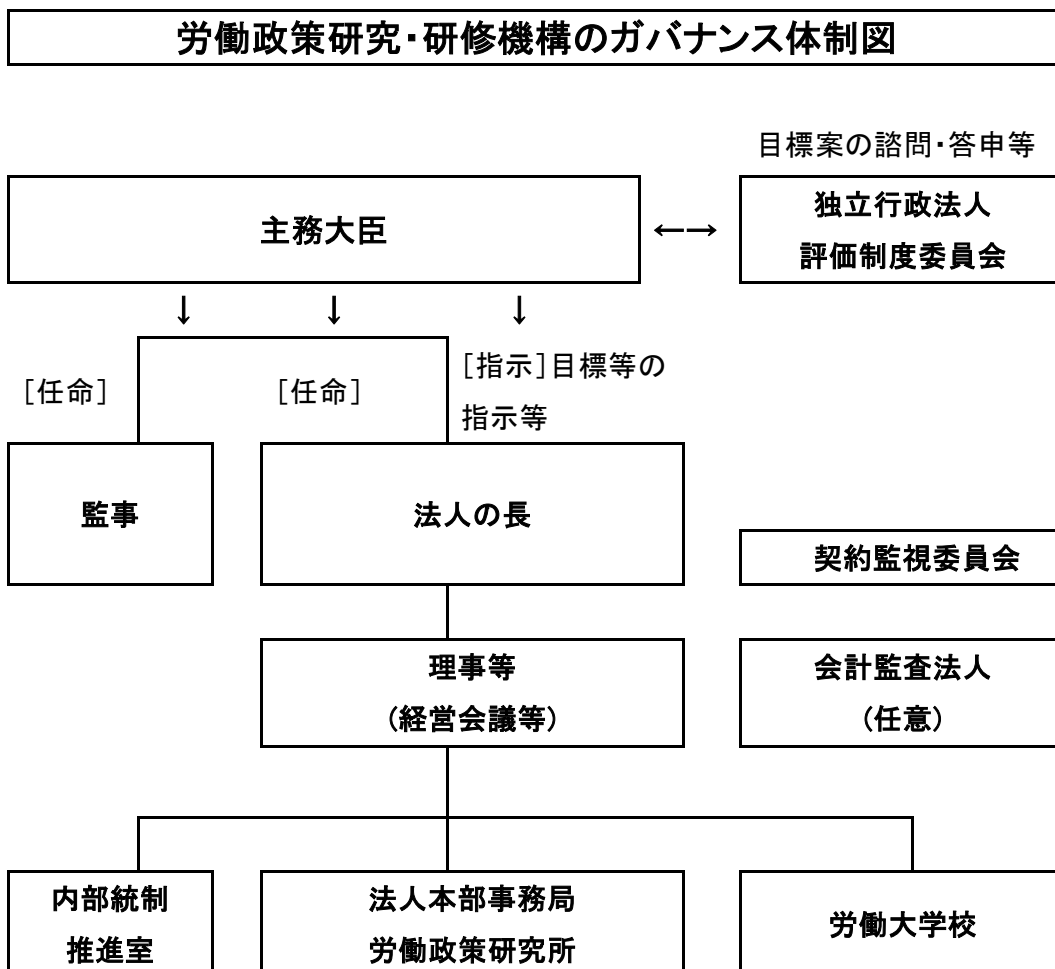 労働政策研究・研修機構のガバナンス体制図
目標案の諮問・答申等
主務大臣
←→
独立行政法人
評価制度委員会
↓ ↓ ↓
[任命]
[任命]
[指示]目標等の
指示等
監事
法人の長
契約監視委員会
理事等
(経営会議等)
会計監査法人
(任意)
内部統制
推進室
法人本部事務局
労働政策研究所
労働大学校